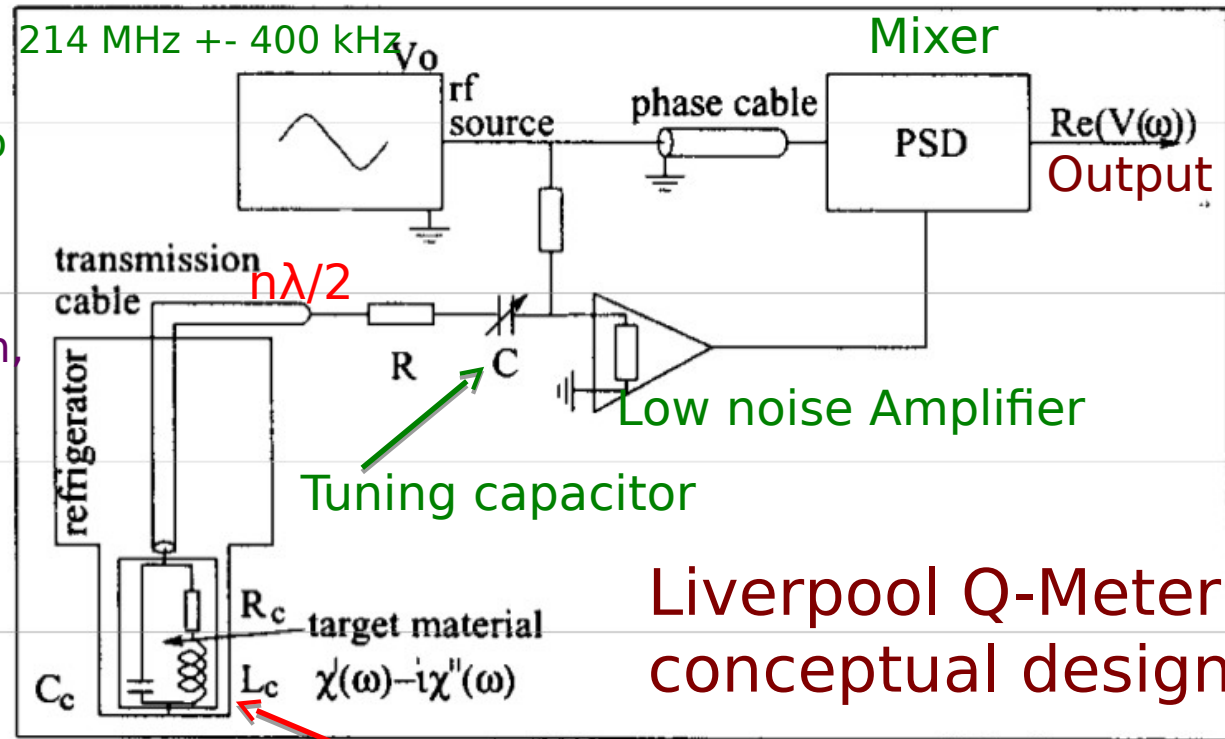 214 MHz +- 400 kHz
Vo
rf
source
Mixer
phase cable
PSD
Re(V(ω))
Output
transmission
cable
nλ/2
R
C
Low noise Amplifier
refrigerator
Tuning capacitor
Rc
target material
Cc
Lc
χ'(ω)-iχ"(ω)
Liverpool Q-Meter
conceptual design